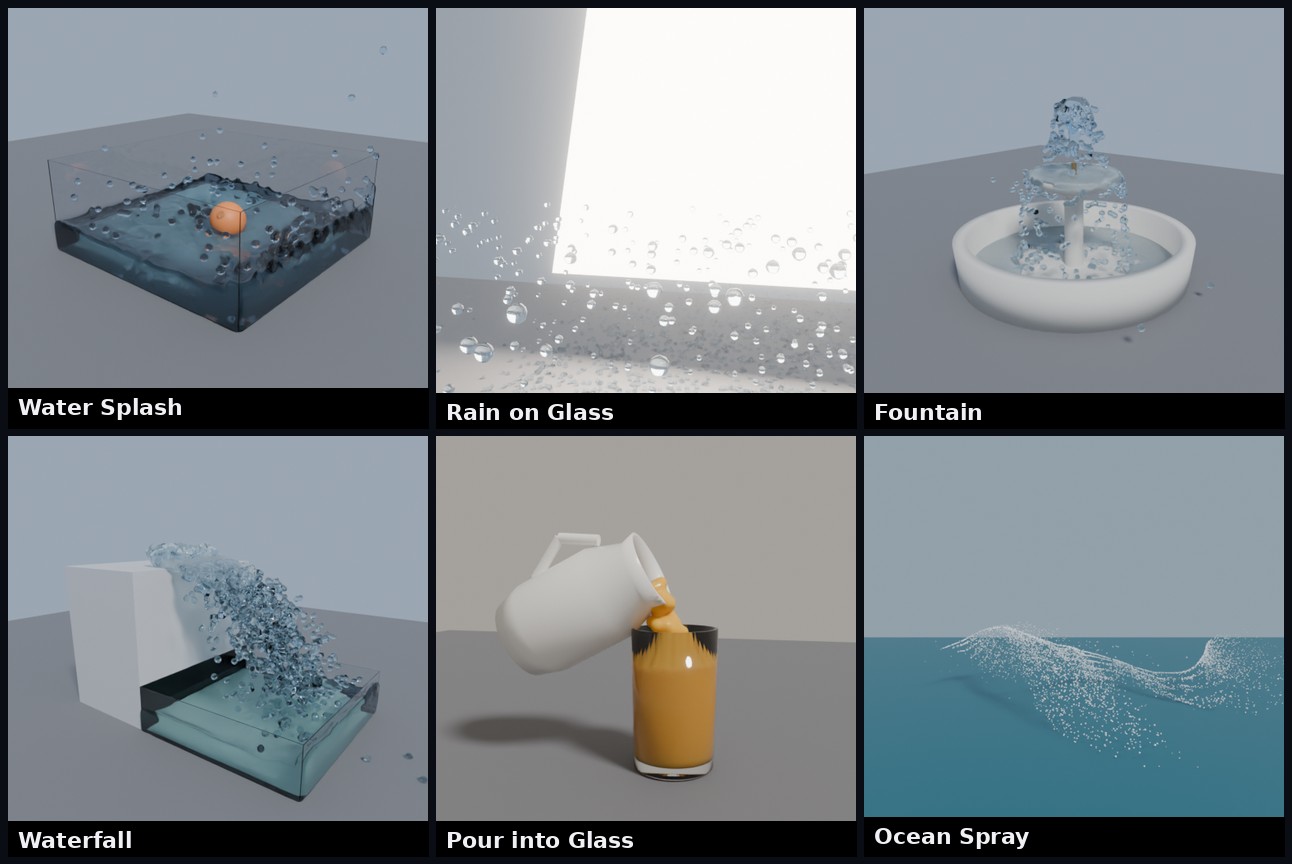 Water Splash
Rain on Glass
Fountain
Waterfall
Pour into Glass
Ocean Spray